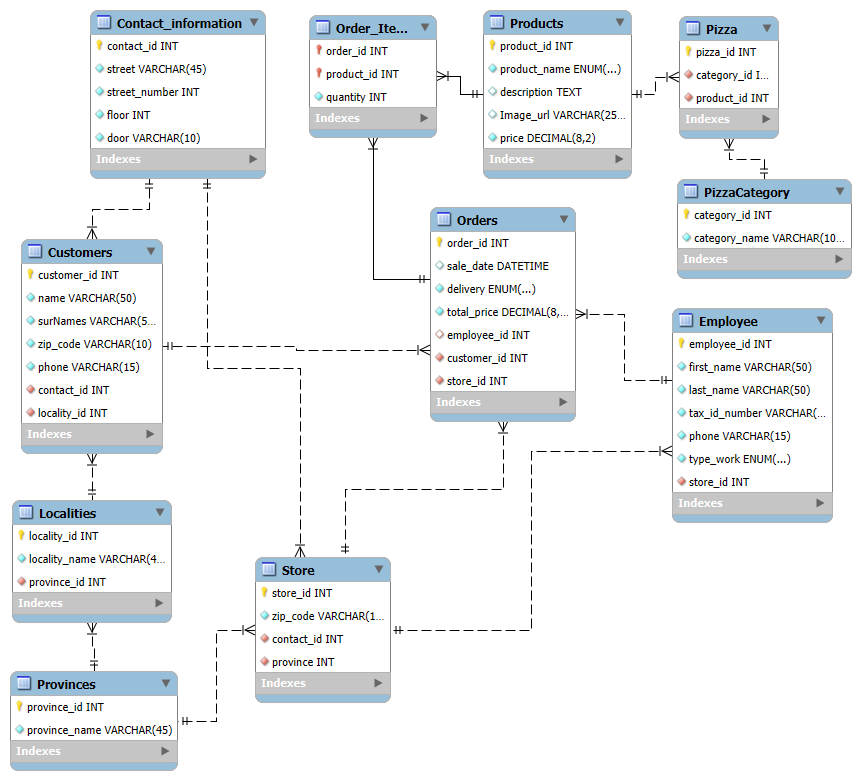 Contact_information
contact_id INT
street VARCHAR(45)
street_number INT
floor INT
door VARCHAR(10)
Indexes
Order_Ite...
order_id INT
product_id INT
quantity INT
Indexes
Products
product_id INT
product_name ENUM(...)
description TEXT
Image_url VARCHAR(25...
price DECIMAL(8,2)
Indexes
Pizza
pizza_id INT
category_id I...
product_id INT
Indexes
PizzaCategory
category_id INT
category_name VARCHAR(10...
Indexes
Customers
customer_id INT
name VARCHAR(50)
surNames VARCHAR(5...
zip_code VARCHAR(10)
phone VARCHAR(15)
contact_id INT
locality_id INT
Indexes
Orders
order_id INT
sale_date DATETIME
delivery ENUM(...)
total_price DECIMAL(8,...
employee_id INT
customer_id INT
store_id INT
Indexes
Employee
employee_id INT
first_name VARCHAR(50)
last_name VARCHAR(50)
tax_id_number VARCHAR(...
phone VARCHAR(15)
type_work ENUM(...)
store_id INT
Indexes
Localities
locality_id INT
locality_name VARCHAR(4...
province_id INT
Indexes
Store
store_id INT
zip_code VARCHAR(1...
contact_id INT
province INT
Indexes
Provinces
province_id INT
province_name VARCHAR(45)
Indexes